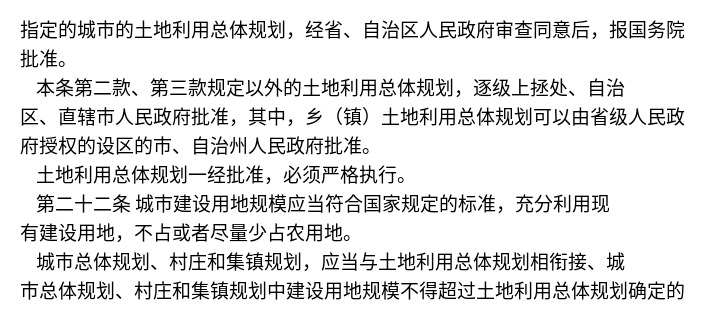 指定的城市的土地利用总体规划，经省、自治区人民政府审查同意后，报国务院
批准。
本条第二款、第三款规定以外的土地利用总体规划，逐级上拯处、自治
区、直辖市人民政府批准，其中，乡（镇）土地利用总体规划可以由省级人民政
府授权的设区的市、自治州人民政府批准。
土地利用总体规划一经批准，必须严格执行。
第二十二条 城市建设用地规模应当符合国家规定的标准，充分利用现
有建设用地，不占或者尽量少占农用地。
城市总体规划、村庄和集镇规划，应当与土地利用总体规划相衔接、城
市总体规划、村庄和集镇规划中建设用地规模不得超过土地利用总体规划确定的